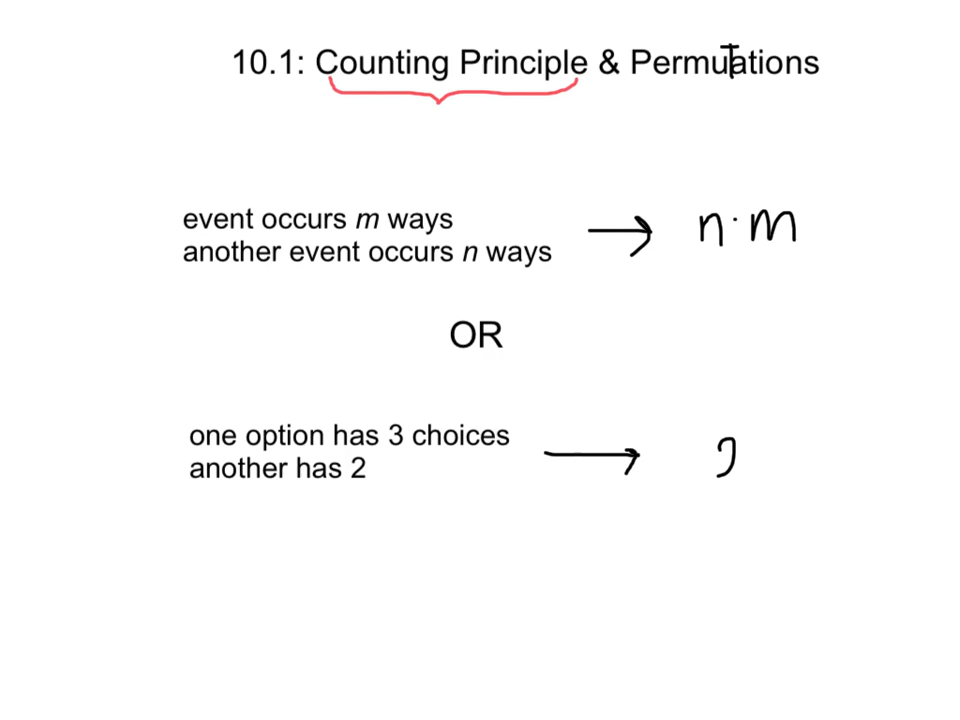 10.1: Counting Principle & Permutations
event occurs m ways
another event occurs n ways
n·m
OR
one option has 3 choices
another has 2